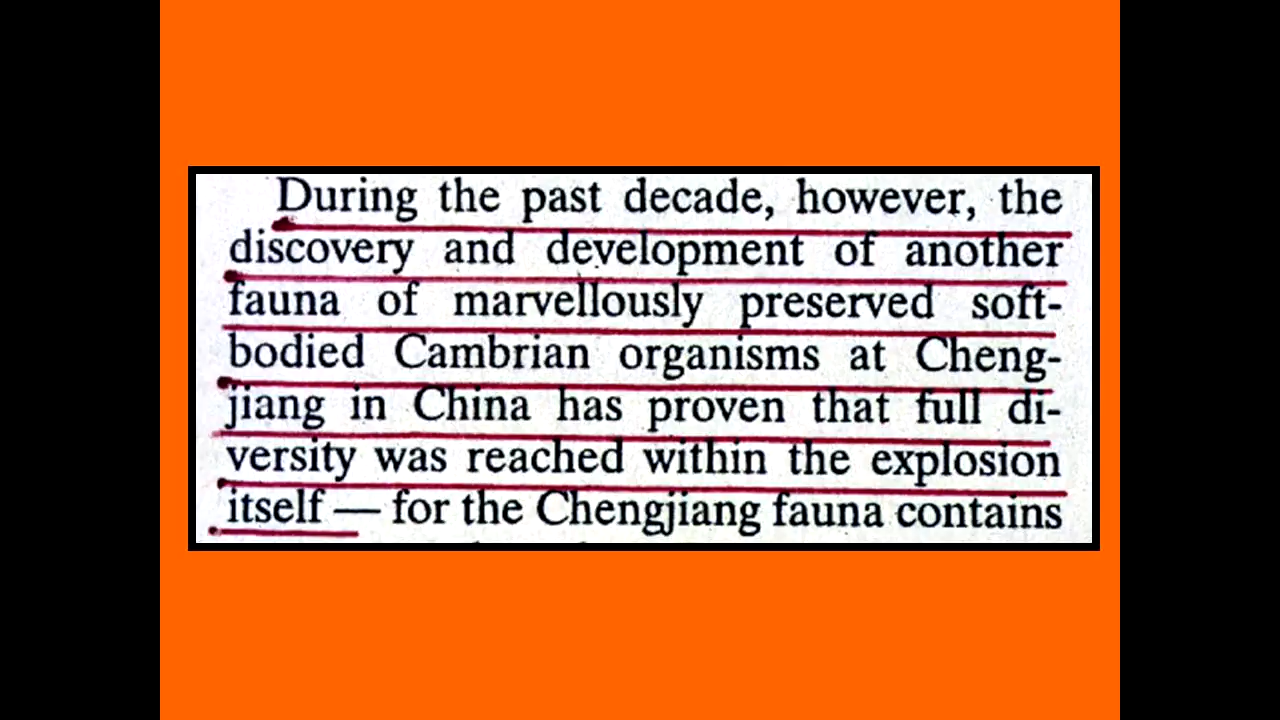 During the past decade, however, the
discovery and development of another
fauna of marvellously preserved soft-
bodied Cambrian organisms at Cheng-
jiang in China has proven that full di-
versity was reached within the explosion
itself — for the Chengjiang fauna contains